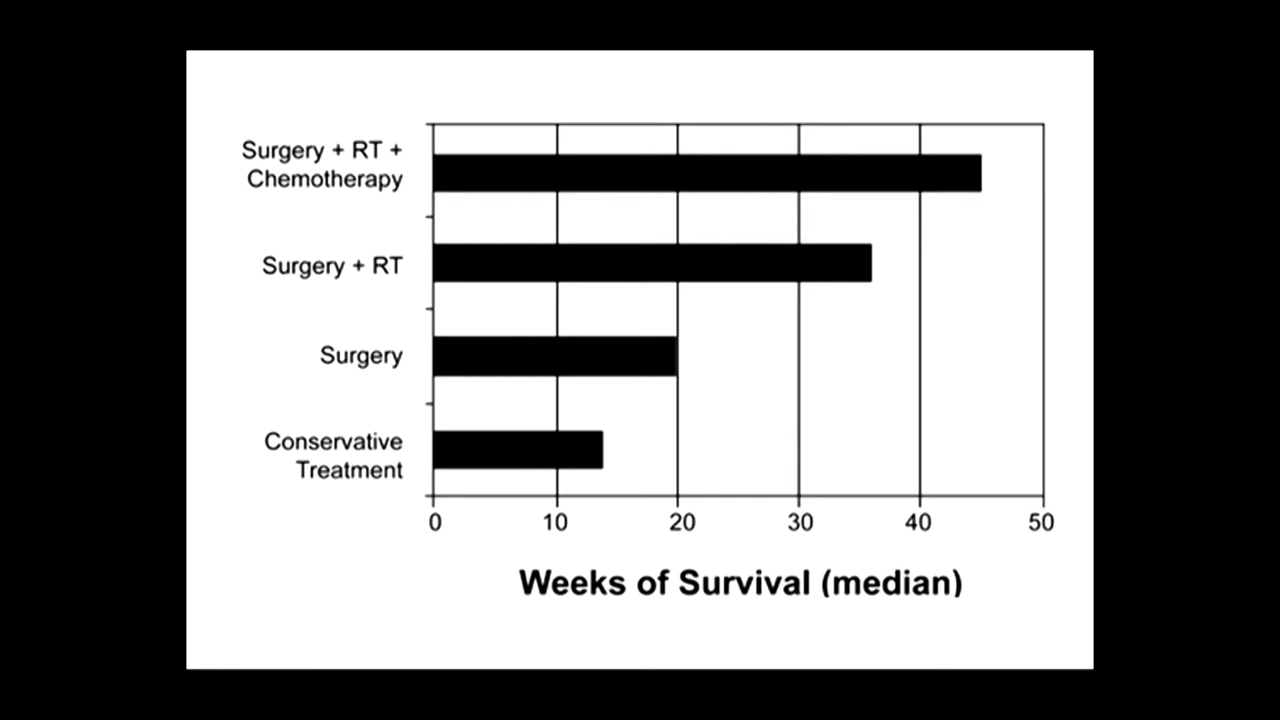 Surgery + RT +
Chemotherapy
Surgery + RT
Surgery
Conservative
Treatment
0 10 20 30 40 50
Weeks of Survival (median)